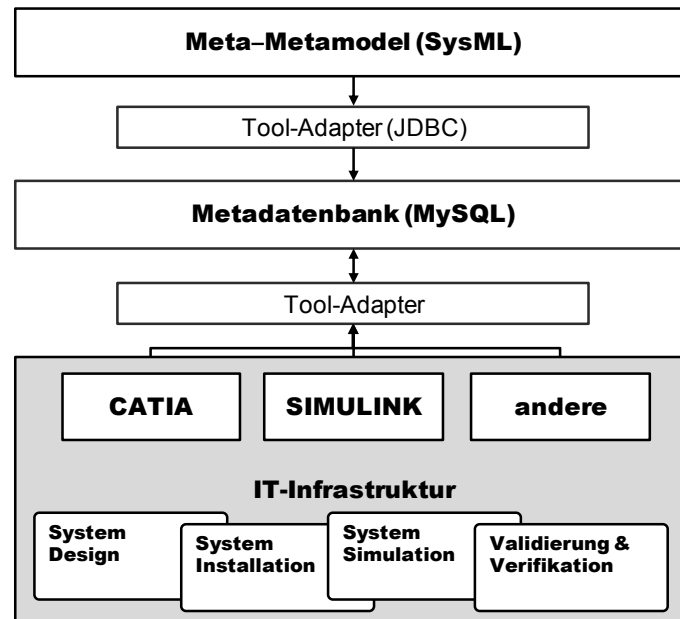 Meta–Metamodel (SysML)
Tool-Adapter (JDBC)
Metadatenbank (MySQL)
Tool-Adapter
CATIA
SIMULINK
andere
IT-Infrastruktur
System
Design
System
Installation
System
Simulation
Validierung &
Verifikation